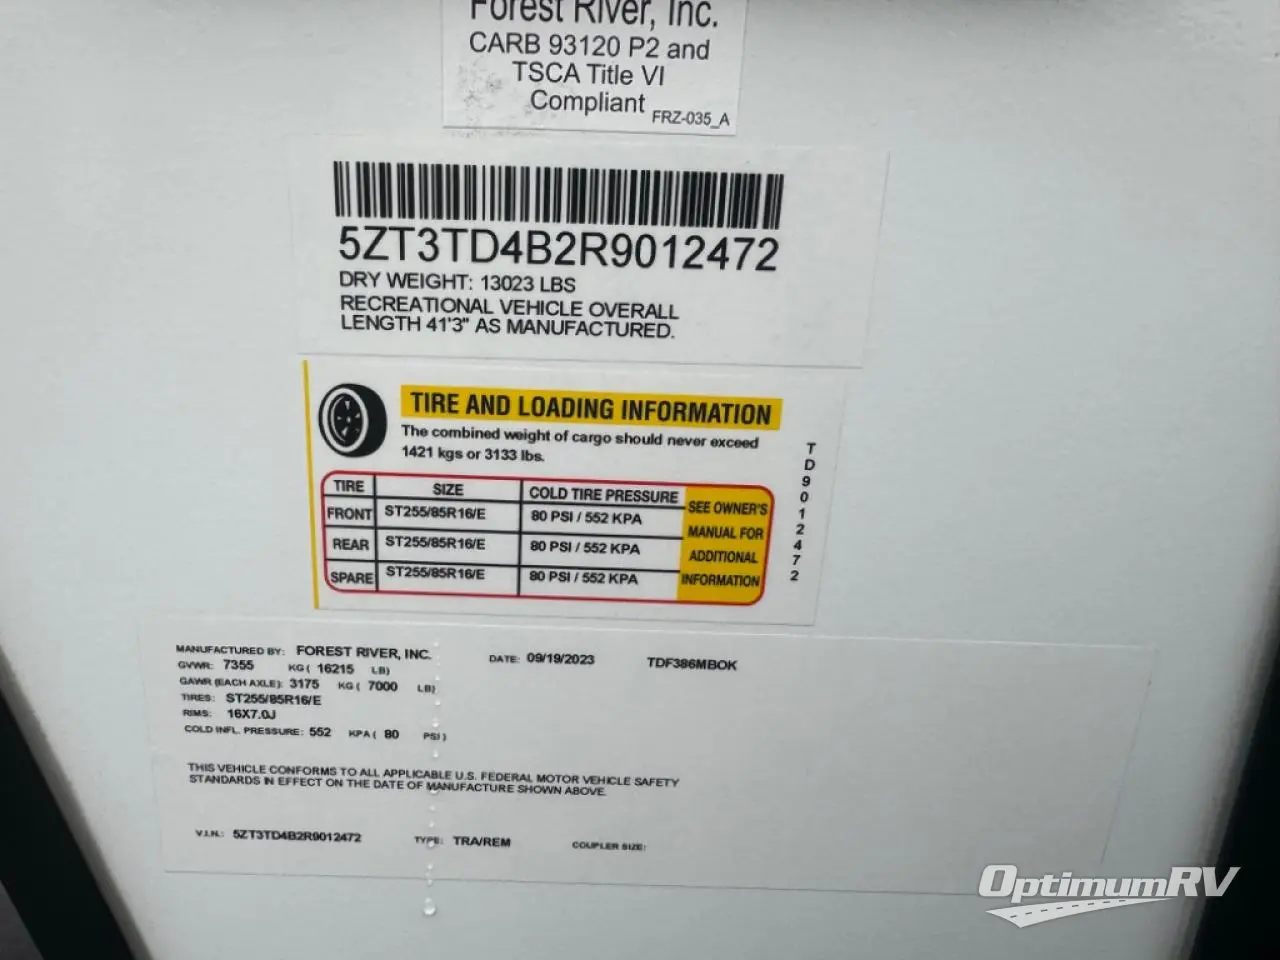 Forest River, Inc.
CARB 93120 P2 and
TSCA Title VI
Compliant
FRZ-035_A
5ZT3TD4B2R9012472
DRY WEIGHT: 13023 LBS
RECREATIONAL VEHICLE OVERALL
LENGTH 41'3" AS MANUFACTURED.
TIRE AND LOADING INFORMATION
The combined weight of cargo should never exceed
1421 kgs or 3133 lbs.
TIRE SIZE COLD TIRE PRESSURE
FRONT ST255/85R16/E 80 PSI / 552 KPA
REAR ST255/85R16/E 80 PSI / 552 KPA
SPARE ST255/85R16/E 80 PSI / 552 KPA
SEE OWNER'S
MANUAL FOR
ADDITIONAL
INFORMATION
TD9012472
MANUFACTURED BY: FOREST RIVER, INC. DATE: 09/19/2023 TDF386MBOK
GVWR: 7355 KG( 16215 LB)
GAWR (EACH AXLE): 3175 KG( 7000 LB)
TIRES: ST255/85R16/E
RIMS: 16X7.0J
COLD INFL. PRESSURE: 552 KPA( 80 PSI)
THIS VEHICLE CONFORMS TO ALL APPLICABLE U.S. FEDERAL MOTOR VEHICLE SAFETY
STANDARDS IN EFFECT ON THE DATE OF MANUFACTURE SHOWN ABOVE.
V.I.N.: 5ZT3TD4B2R9012472 TYPE: TRA/REM COUPLER SIZE:
OptimumRV